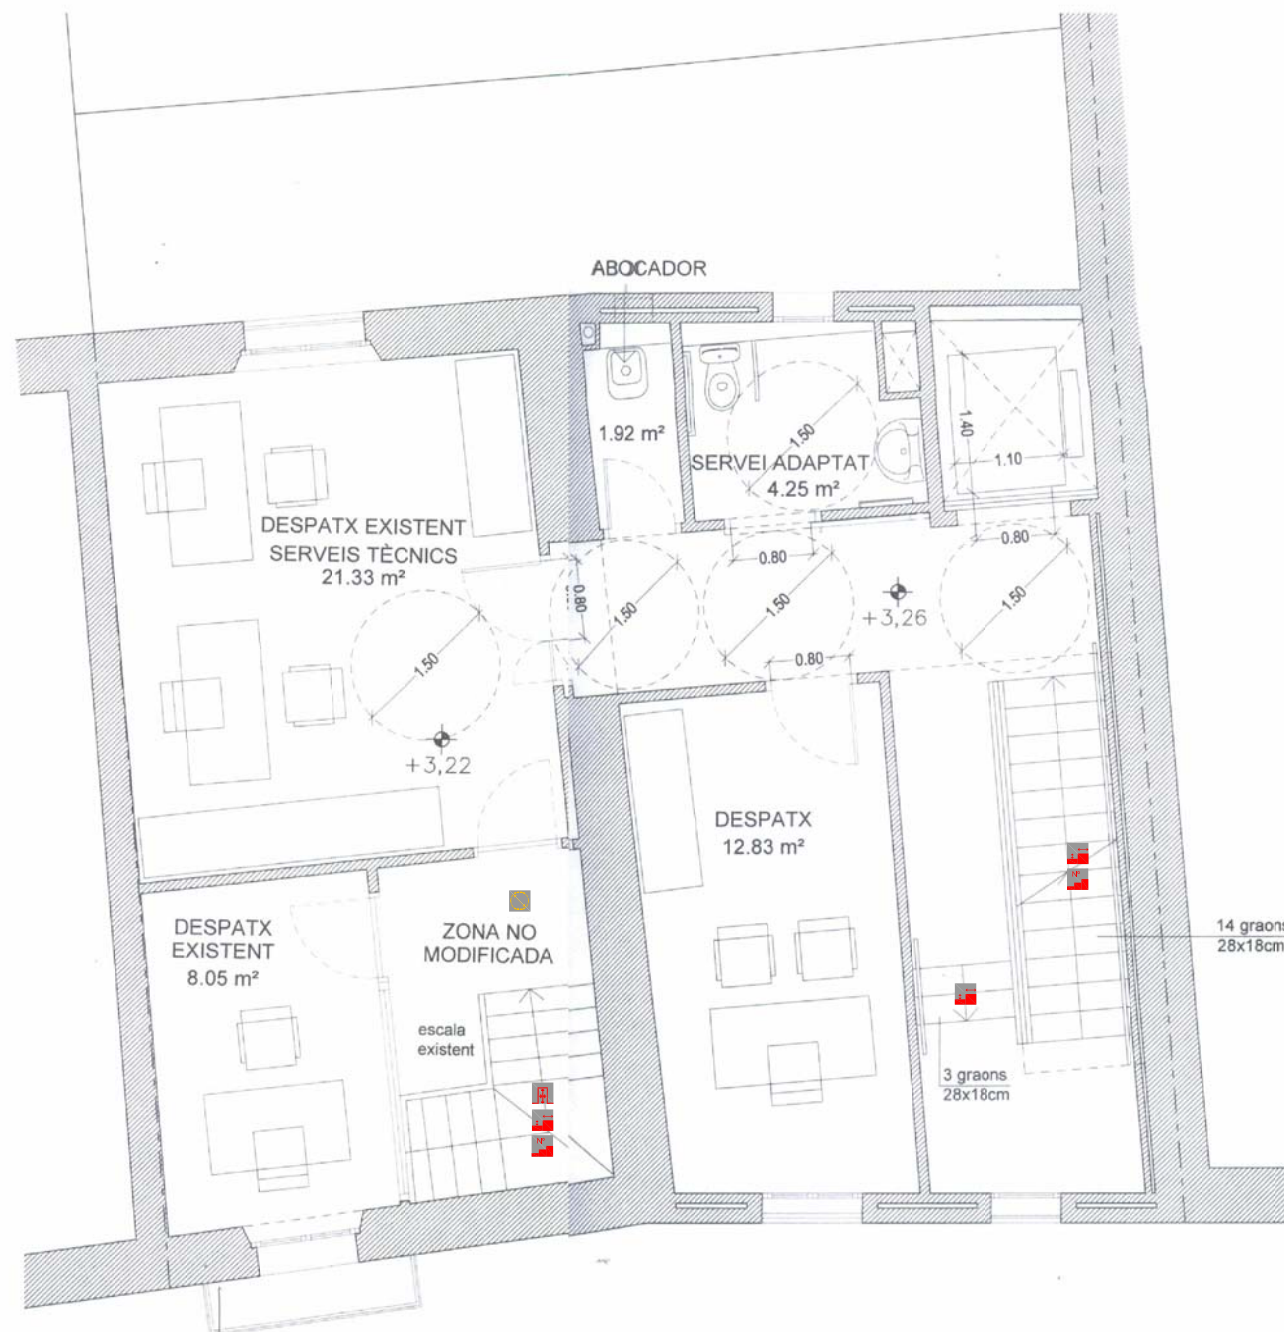 ABOCADOR
1.92 m²
1.50
SERVEI ADAPTAT
4.25 m²
1.40
1.10
DESPATX EXISTENT
SERVEIS TÈCNICS
21.33 m²
0.80
0.80
0.80
1.50
1.50
1.50
+3,26
1.50
0.80
+3,22
DESPATX
12.83 m²
DESPATX
EXISTENT
8.05 m²
ZONA NO
MODIFICADA
14 graons
28x18cm
escala
existent
3 graons
28x18cm
Nº
Nº